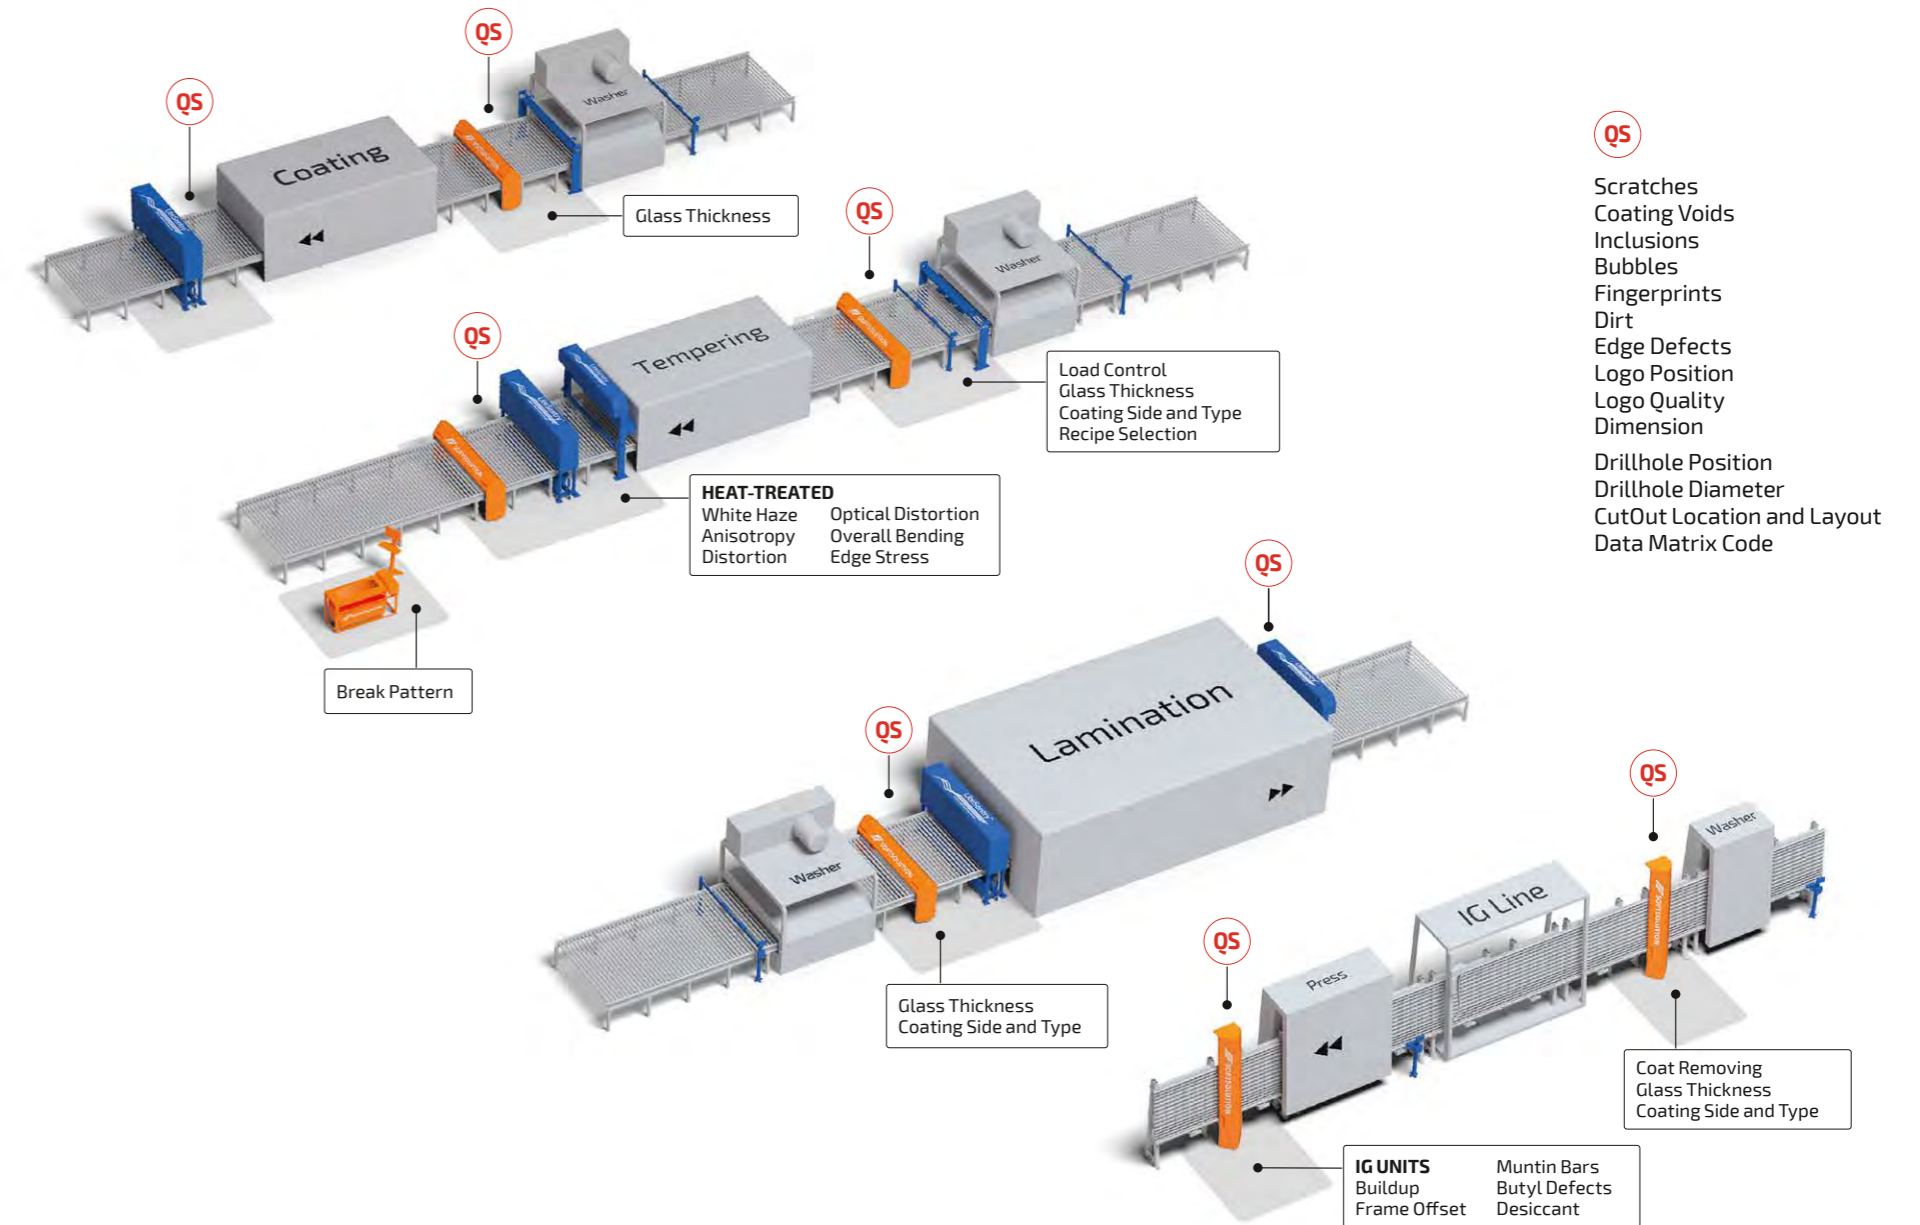 QS
QS
Washer
Coating
Glass Thickness
QS
Scratches
Coating Voids
Inclusions
Bubbles
Fingerprints
Dirt
Edge Defects
Logo Position
Logo Quality
Dimension
Drillhole Position
Drillhole Diameter
CutOut Location and Layout
Data Matrix Code
QS
Washer
QS
Tempering
Load Control
Glass Thickness
Coating Side and Type
Recipe Selection
HEAT-TREATED
White Haze
Anisotropy
Distortion
Optical Distortion
Overall Bending
Edge Stress
Break Pattern
QS
QS
Lamination
Washer
Glass Thickness
Coating Side and Type
QS
Washer
IG Line
SOFTSOLUTION
QS
Press
SOFTSOLUTION
Coat Removing
Glass Thickness
Coating Side and Type
IG UNITS
Buildup
Frame Offset
Muntin Bars
Butyl Defects
Desiccant